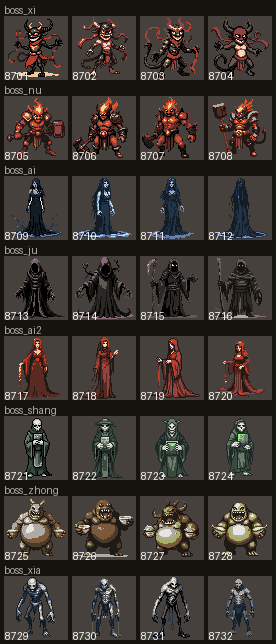 boss_xi
8701 8702 8703 8704
boss_nu
8705 8706 8707 8708
boss_ai
8709 8710 8711 8712
boss_ju
8713 8714 8715 8716
boss_ai2
8717 8718 8719 8720
boss_shang
8721 8722 8723 8724
boss_zhong
8725 8726 8727 8728
boss_xia
8729 8730 8731 8732